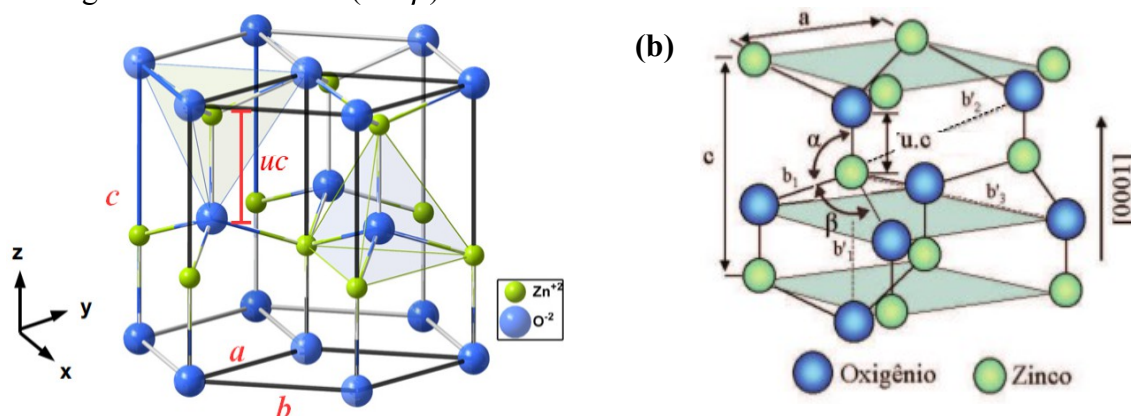 (b)
uc
c
a
b
z
y
x
Zn⁺²
O⁻²
a
c
α
b'₂
u.c
b₁
β
b'₃
b'₁
[0001]
Oxigênio
Zinco